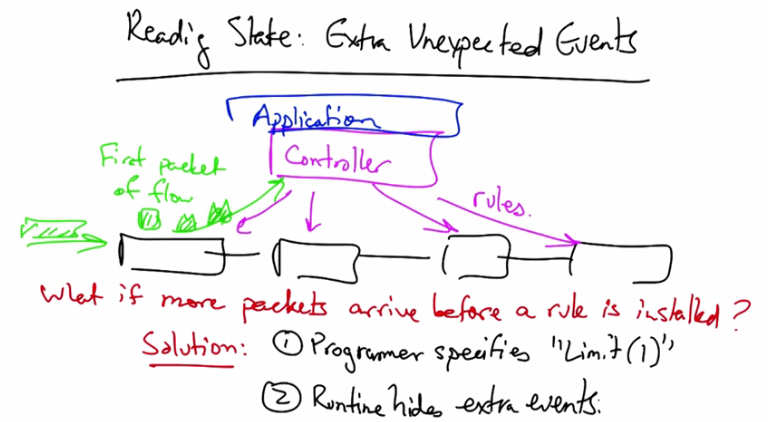 Readig State: Extra Unexpected Events
Application
Controller
First packet
of flow
rules.
What if more packets arrive before a rule is installed?
Solution: ① Programmer specifies "Limit(1)"
② Runtime hides extra events.